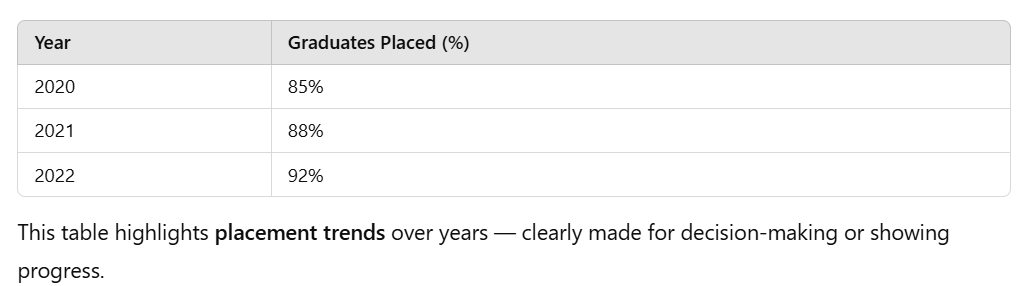 Year Graduates Placed (%)
2020 85%
2021 88%
2022 92%
This table highlights placement trends over years — clearly made for decision-making or showing
progress.